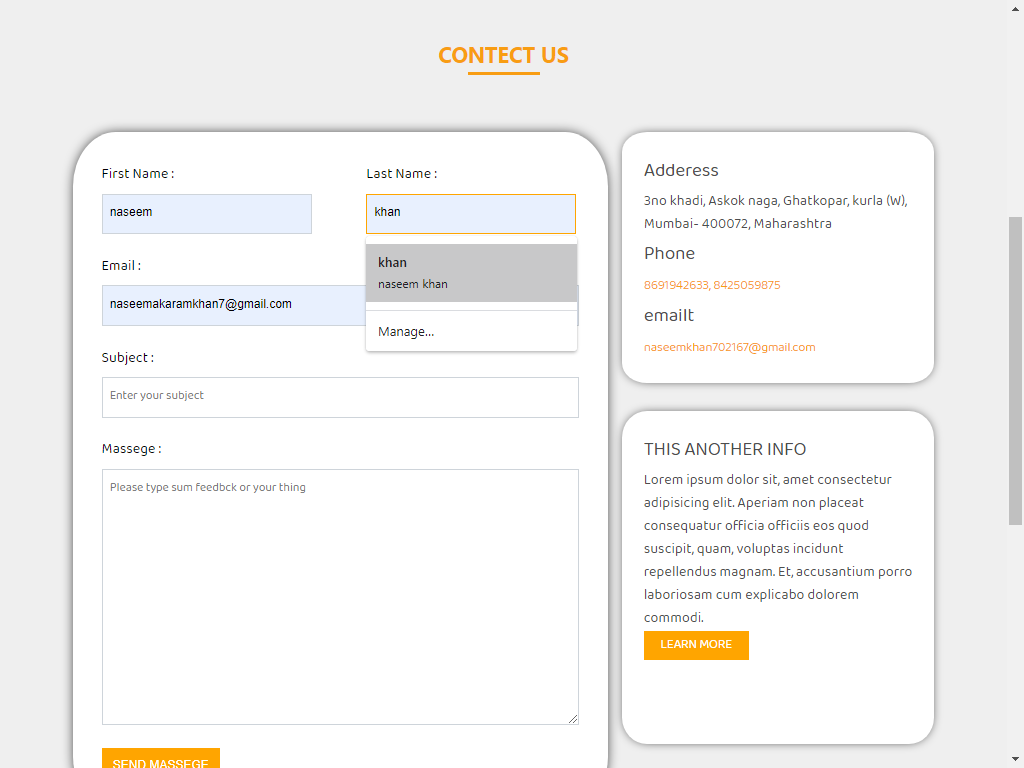 CONTECT US
First Name :
Last Name :
naseem
khan
khan
naseem khan
Manage...
Email :
naseemakaramkhan7@gmail.com
Subject :
Enter your subject
Massege :
Please type sum feedbck or your thing
SEND MASSEGE
Adderess
3no khadi, Askok naga, Ghatkopar, kurla (W),
Mumbai- 400072, Maharashtra
Phone
8691942633, 8425059875
emailt
naseemkhan702167@gmail.com
THIS ANOTHER INFO
Lorem ipsum dolor sit, amet consectetur
adipisicing elit. Aperiam non placeat
consequatur officia officiis eos quod
suscipit, quam, voluptas incidunt
repellendus magnam. Et, accusantium porro
laboriosam cum explicabo dolorem
commodi.
LEARN MORE